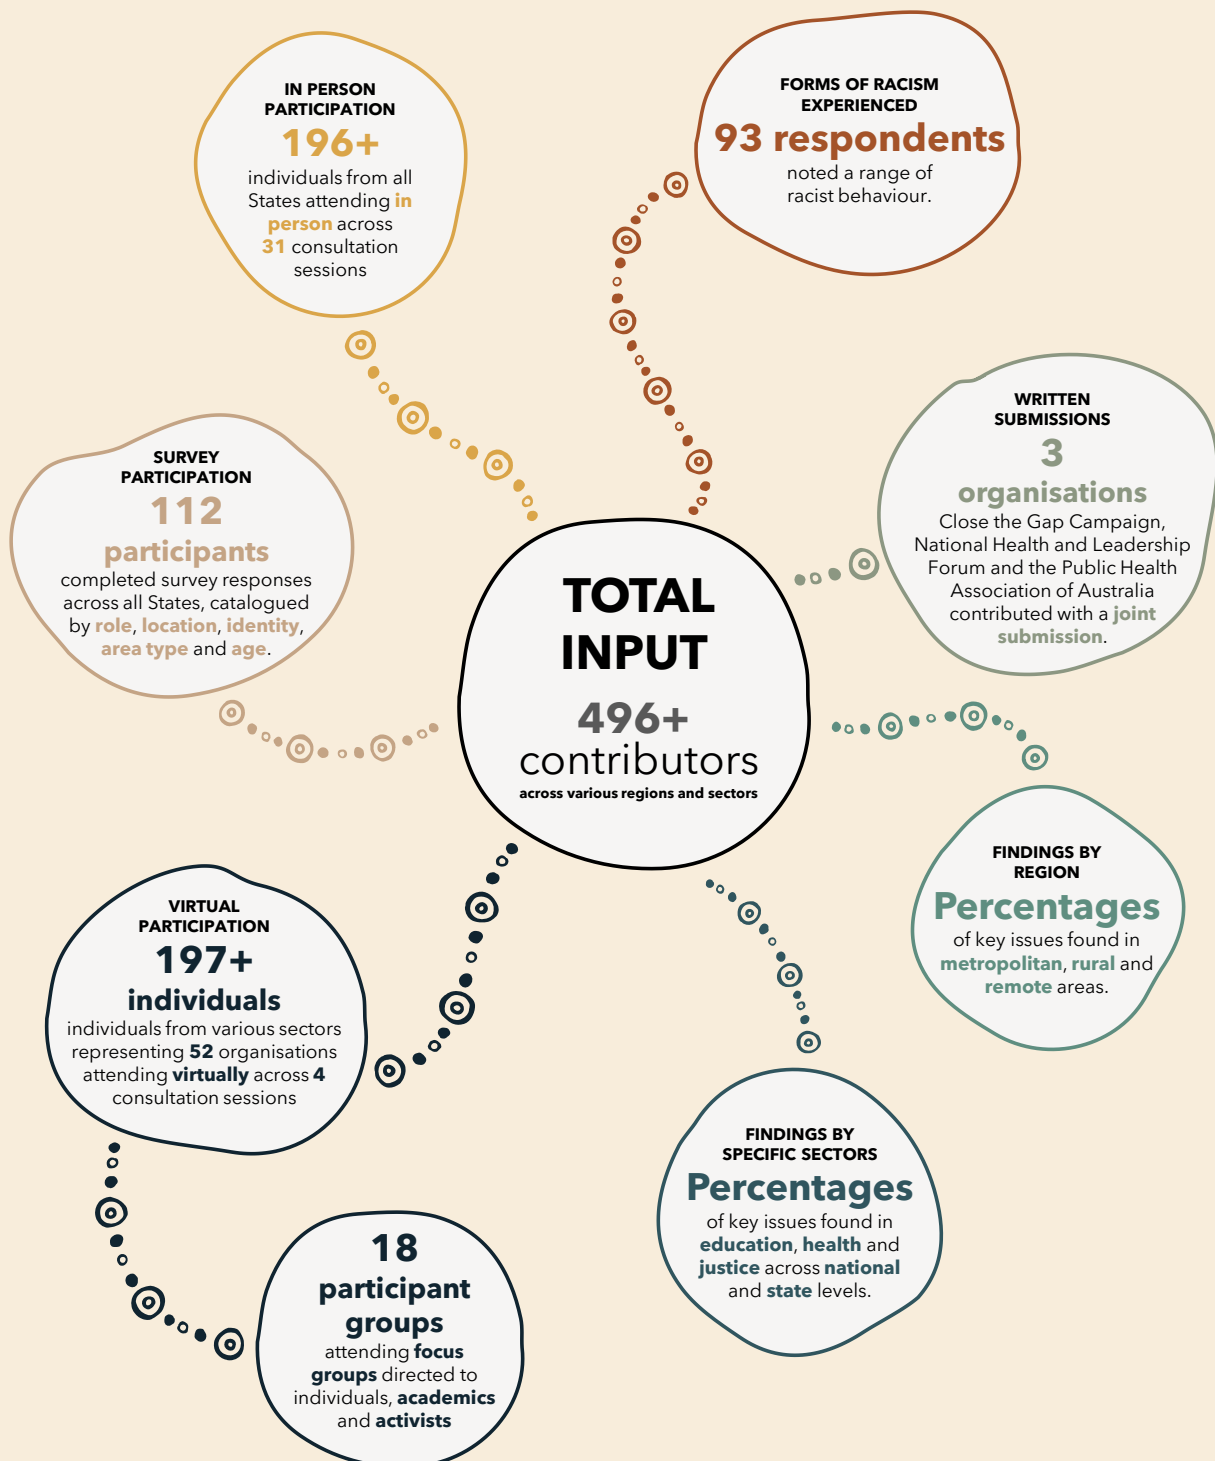 IN PERSON
PARTICIPATION
196+
individuals from all
States attending in
person across
31 consultation
sessions
FORMS OF RACISM
EXPERIENCED
93 respondents
noted a range of
racist behaviour.
SURVEY
PARTICIPATION
112
participants
completed survey responses
across all States, catalogued
by role, location, identity,
area type and age.
WRITTEN
SUBMISSIONS
3
organisations
Close the Gap Campaign,
National Health and Leadership
Forum and the Public Health
Association of Australia
contributed with a joint
submission.
TOTAL
INPUT
496+
contributors
across various regions and sectors
FINDINGS BY
REGION
Percentages
of key issues found in
metropolitan, rural and
remote areas.
VIRTUAL
PARTICIPATION
197+
individuals
individuals from various sectors
representing 52 organisations
attending virtually across 4
consultation sessions
FINDINGS BY
SPECIFIC SECTORS
Percentages
of key issues found in
education, health and
justice across national
and state levels.
18
participant
groups
attending focus
groups directed to
individuals, academics
and activists